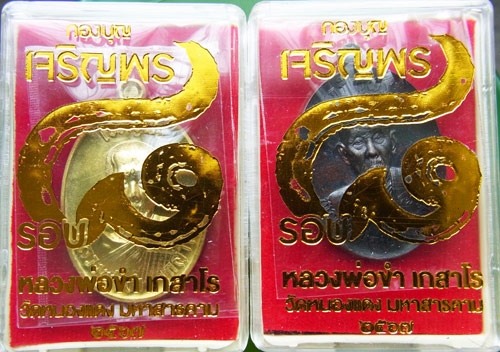 กองบุญ
เจริญพร
๘
รอบ
หลวงพ่อขำ เกสาโร
วัดหนองแดง มหาสารคาม
๒๕๖๗
กองบุญ
เจริญพร
๘
รอบ
หลวงพ่อขำ เกสาโร
วัดหนองแดง มหาสารคาม
๒๕๖๗